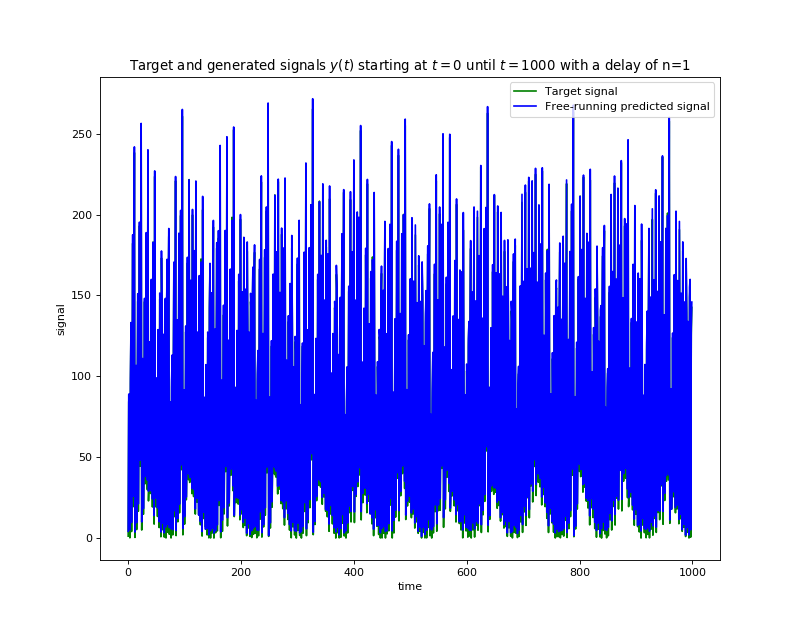 Target and generated signals y(t) starting at t = 0 until t = 1000 with a delay of n=1
Target signal
Free-running predicted signal
250
200
150
100
50
0
signal
0 200 400 600 800 1000
time